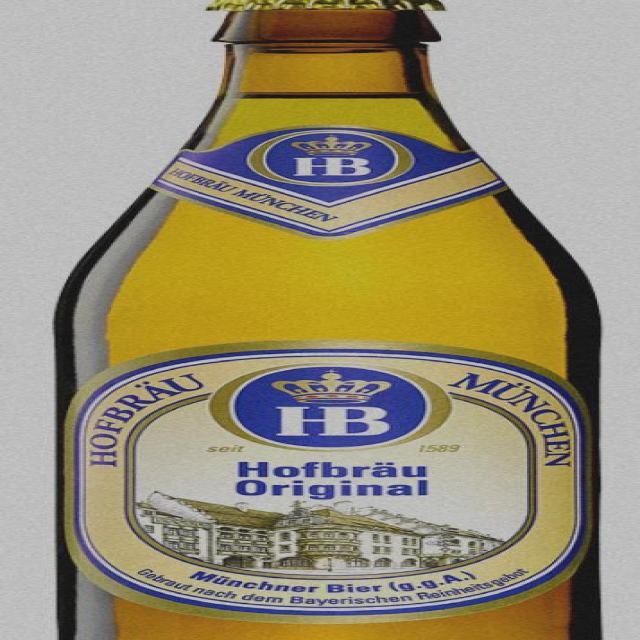 HB
HOFBRÄU MÜNCHEN
HOFBRÄU
MÜNCHEN
HB
seit 1589
Hofbräu
Original
Münchner Bier (g.g.A.)
Gebraut nach dem Bayerischen Reinheitsgebot